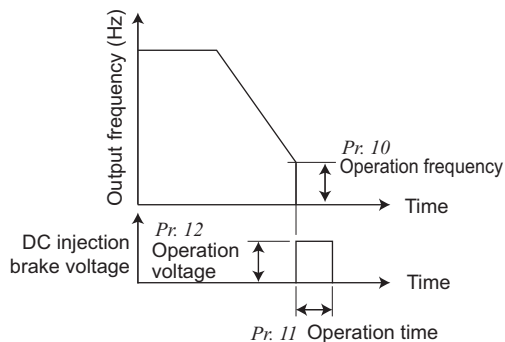 Output frequency (Hz)
Pr. 10
Operation frequency
Time
DC injection
brake voltage
Pr. 12
Operation
voltage
Time
Pr. 11 Operation time